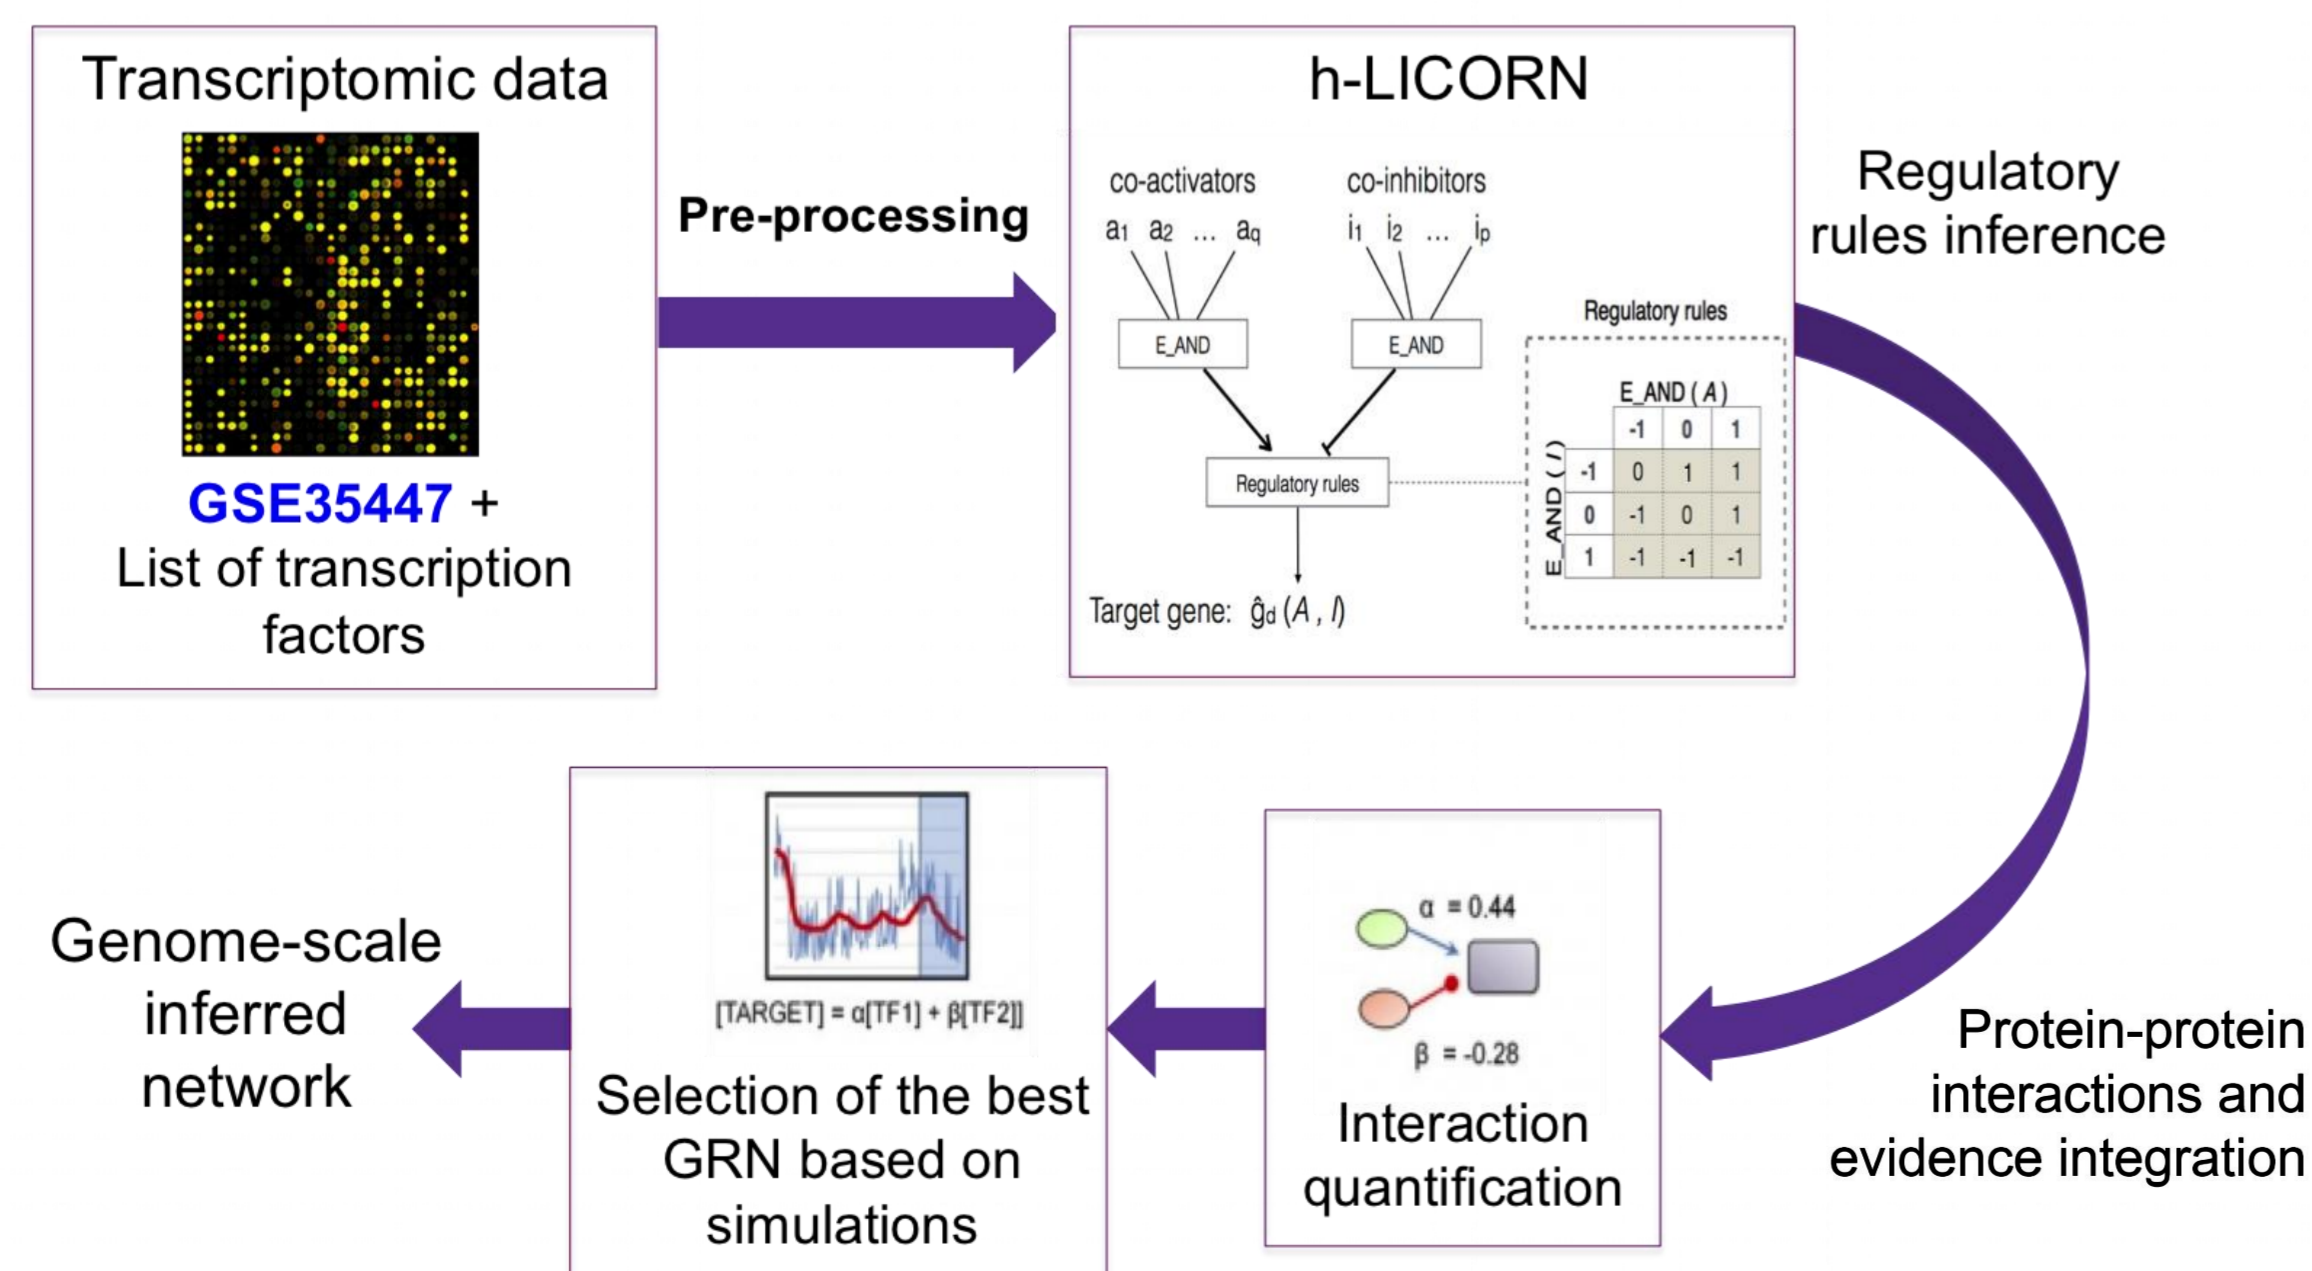 Transcriptomic data
GSE35447 +
List of transcription
factors
Pre-processing
h-LICORN
co-activators
co-inhibitors
a1 a2 ... aq
i1 i2 ... ip
E_AND
E_AND
Regulatory rules
Target gene: ĝd (A , I)
Regulatory rules
E_AND ( A )
E_AND ( I )
-1 0 1
-1 0 1 1
0 -1 0 1
1 -1 -1 -1
Regulatory
rules inference
Protein-protein
interactions and
evidence integration
α = 0.44
β = -0.28
Interaction
quantification
[TARGET] = α[TF1] + β[TF2]]
Selection of the best
GRN based on
simulations
Genome-scale
inferred
network